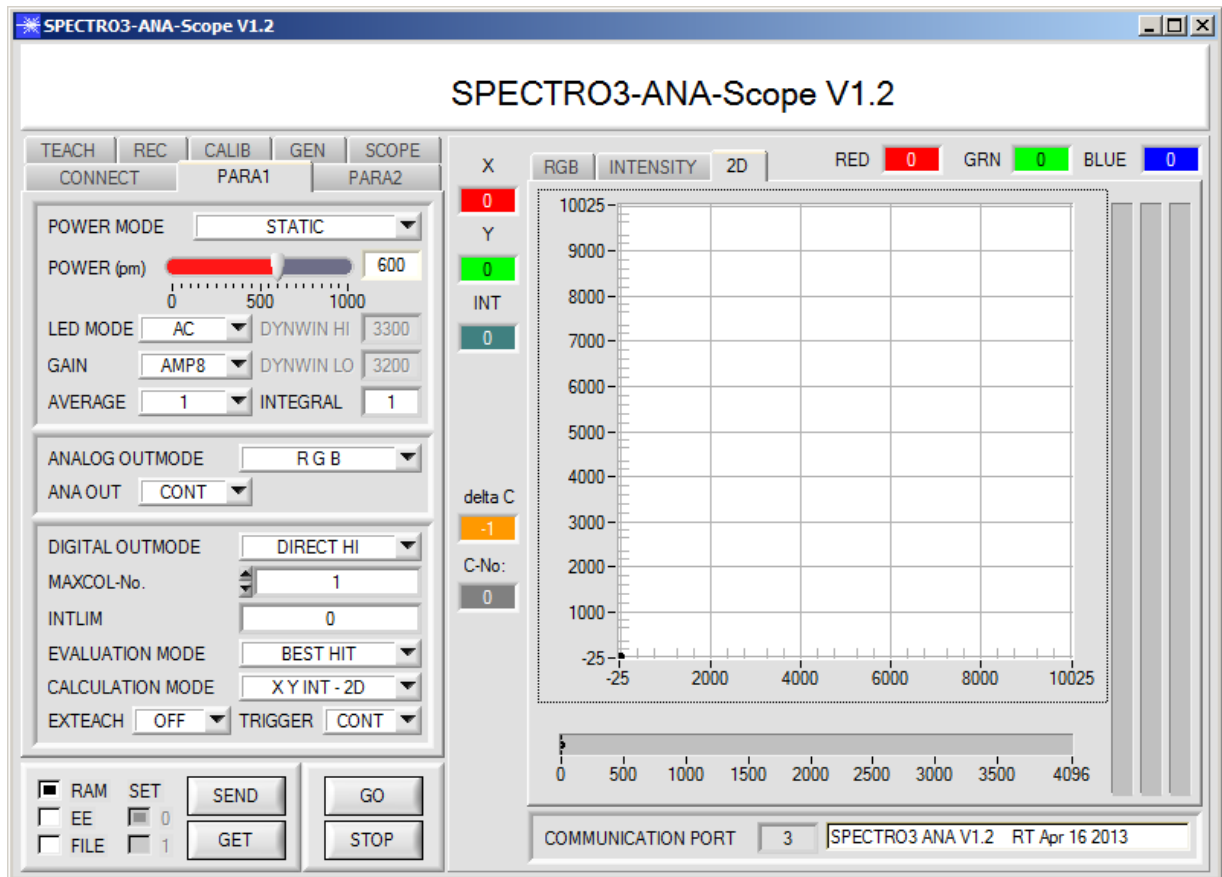 SPECTRO3-ANA-Scope V1.2
SPECTRO3-ANA-Scope V1.2
TEACH REC CALIB GEN SCOPE
CONNECT PARA1 PARA2
POWER MODE STATIC
POWER (pm) 600
0 500 1000
LED MODE AC DYNWIN HI 3300
GAIN AMP8 DYNWIN LO 3200
AVERAGE 1 INTEGRAL 1
ANALOG OUTMODE R G B
ANA OUT CONT
DIGITAL OUTMODE DIRECT HI
MAXCOL-No. 1
INTLIM 0
EVALUATION MODE BEST HIT
CALCULATION MODE X Y INT - 2D
EXTEACH OFF TRIGGER CONT
RAM SET SEND GO
EE 0
FILE 1 GET STOP
X
0
Y
0
INT
0
delta C
-1
C-No:
0
RGB INTENSITY 2D RED 0 GRN 0 BLUE 0
10025
9000
8000
7000
6000
5000
4000
3000
2000
1000
-25
-25 2000 4000 6000 8000 10025
0 500 1000 1500 2000 2500 3000 3500 4096
COMMUNICATION PORT 3 SPECTRO3 ANA V1.2 RT Apr 16 2013